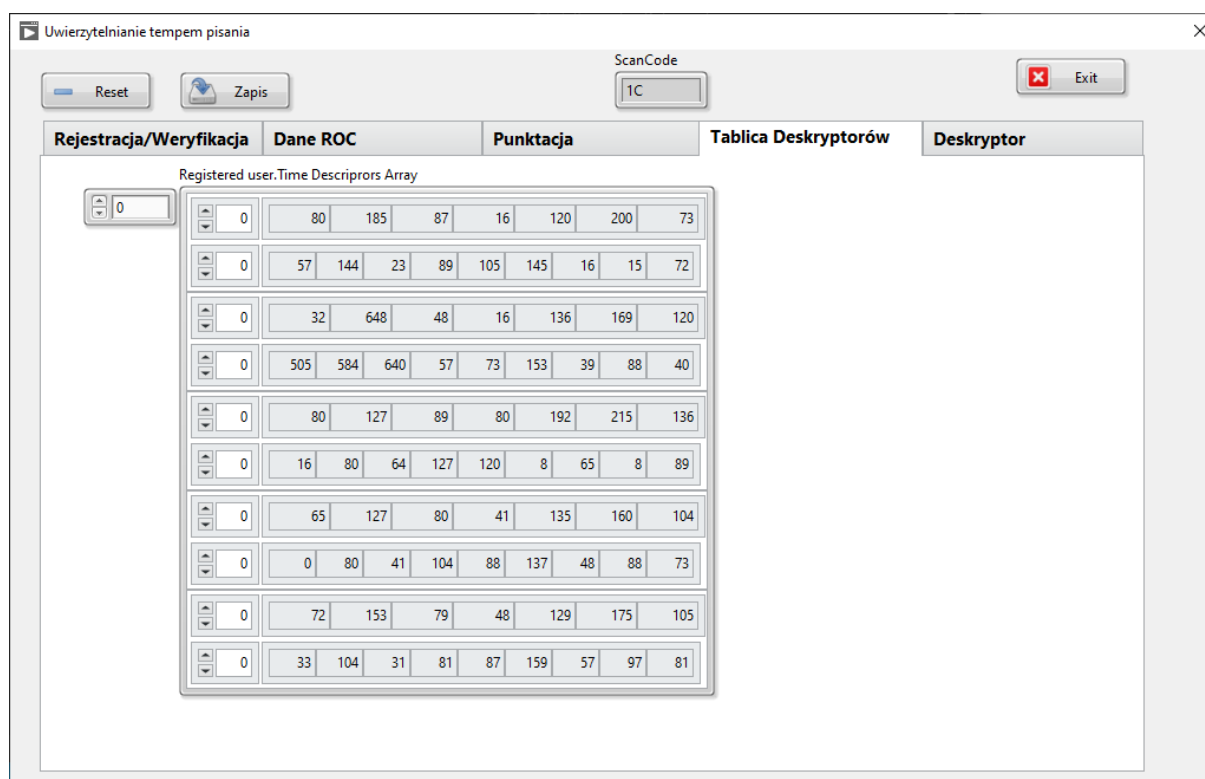 Uwierzytelnianie tempem pisania
ScanCode
Reset Zapis 1C Exit
Rejestracja/Weryfikacja Dane ROC Punktacja Tablica Deskryptorów Deskryptor
Registered user.Time Descriprors Array
0
0 80 185 87 16 120 200 73
0 57 144 23 89 105 145 16 15 72
0 32 648 48 16 136 169 120
0 505 584 640 57 73 153 39 88 40
0 80 127 89 80 192 215 136
0 16 80 64 127 120 8 65 8 89
0 65 127 80 41 135 160 104
0 0 80 41 104 88 137 48 88 73
0 72 153 79 48 129 175 105
0 33 104 31 81 87 159 57 97 81